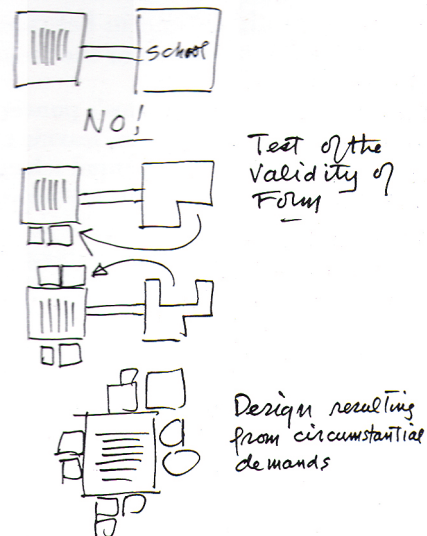 School
NO!
Test of the
Validity of
Form
Design resulting
from circumstantial
demands